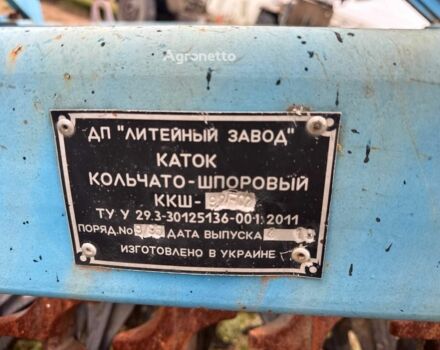 Agronetto
ДП "ЛИТЕЙНЫЙ ЗАВОД"
КАТОК
КОЛЬЧАТО-ШПОРОВЫЙ
ККШ-
ТУ У 29.3-30125136-001:2011
ПОРЯД.No ДАТА ВЫПУСКА
ИЗГОТОВЛЕНО В УКРАИНЕ